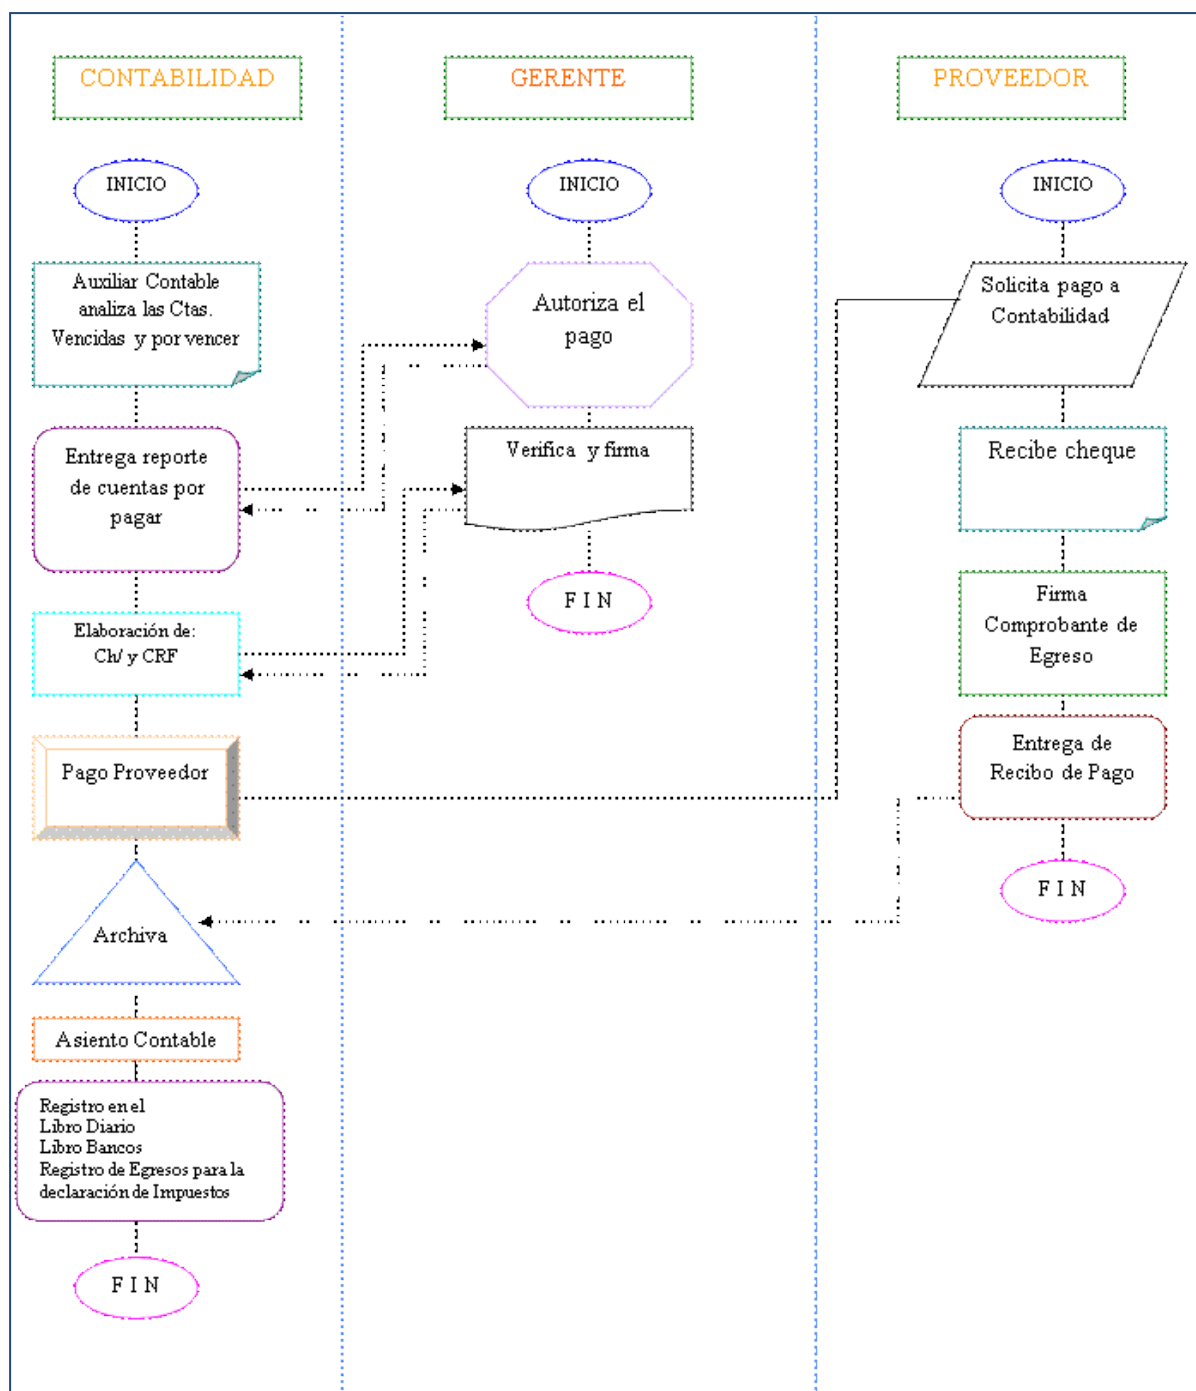 CONTABILIDAD
INICIO
Auxiliar Contable
analiza las Ctas.
Vencidas y por vencer
Entrega reporte
de cuentas por
pagar
Elaboración de:
Ch/ y CRF
Pago Proveedor
Archiva
Asiento Contable
Registro en el
Libro Diario
Libro Bancos
Registro de Egresos para la
declaración de Impuestos
F I N
GERENTE
INICIO
Autoriza el
pago
Verifica y firma
F I N
PROVEEDOR
INICIO
Solicita pago a
Contabilidad
Recibe cheque
Firma
Comprobante de
Egreso
Entrega de
Recibo de Pago
F I N